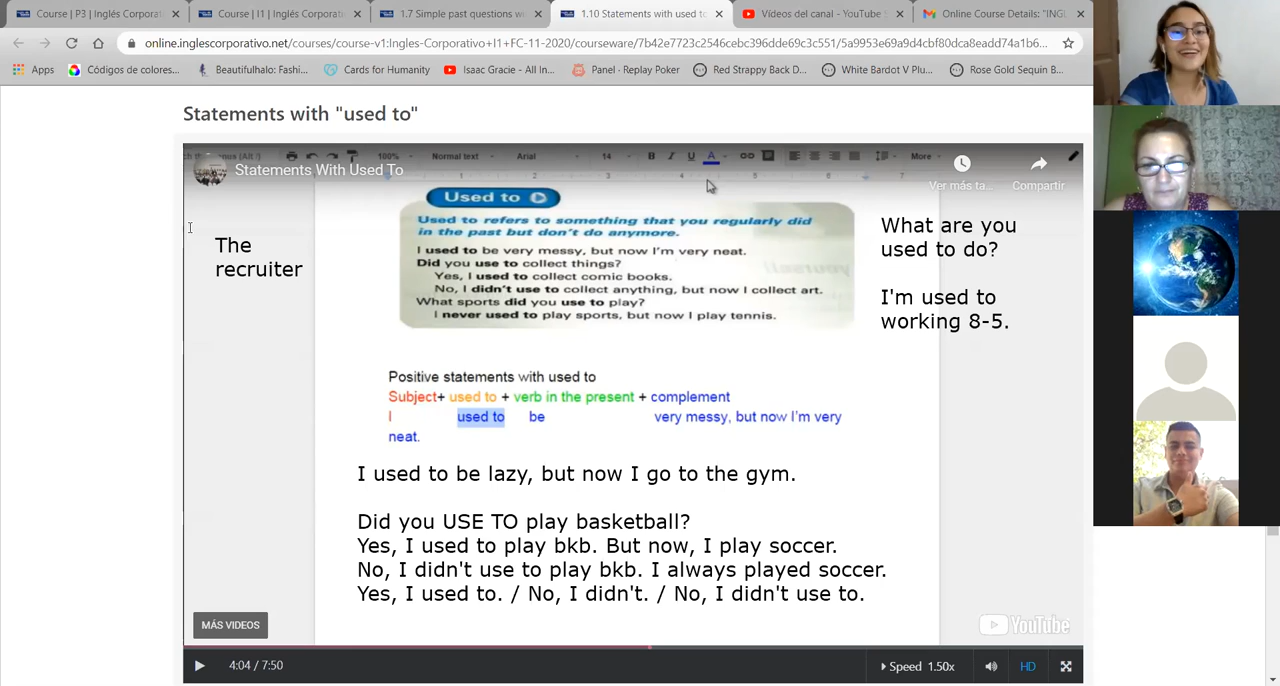 Course | P3 | Inglés Corporati
Course | I1 | Inglés Corporati
1.7 Simple past questions wi
1.10 Statements with used to
Vídeos del canal - YouTube S
Online Course Details: "INGL
online.inglescorporativo.net/courses/course-v1:Ingles-Corporativo+I1+FC-11-2020/courseware/7b42e7723c2546cebc396dde69c3c551/5a9953e69a9d4cbf80dca8eadd74a1b6...
Apps
Códigos de colores...
Beautifulhalo: Fashi...
Cards for Humanity
Isaac Gracie - All In...
Panel · Replay Poker
Red Strappy Back D...
White Bardot V Plu...
Rose Gold Sequin B...
Statements with "used to"
100%
Normal text
Arial
14
B I U A
More
Statements With Used To
Ver más ta...
Compartir
4
5
7
Used to
Used to refers to something that you regularly did
in the past but don't do anymore.
I used to be very messy, but now I'm very neat.
Did you use to collect things?
Yes, I used to collect comic books.
No, I didn't use to collect anything, but now I collect art.
What sports did you use to play?
I never used to play sports, but now I play tennis.
The
recruiter
What are you
used to do?
I'm used to
working 8-5.
Positive statements with used to
Subject+ used to + verb in the present + complement
I used to be very messy, but now I'm very
neat.
I used to be lazy, but now I go to the gym.
Did you USE TO play basketball?
Yes, I used to play bkb. But now, I play soccer.
No, I didn't use to play bkb. I always played soccer.
Yes, I used to. / No, I didn't. / No, I didn't use to.
MÁS VIDEOS
YouTube
4:04 / 7:50
Speed 1.50x
HD